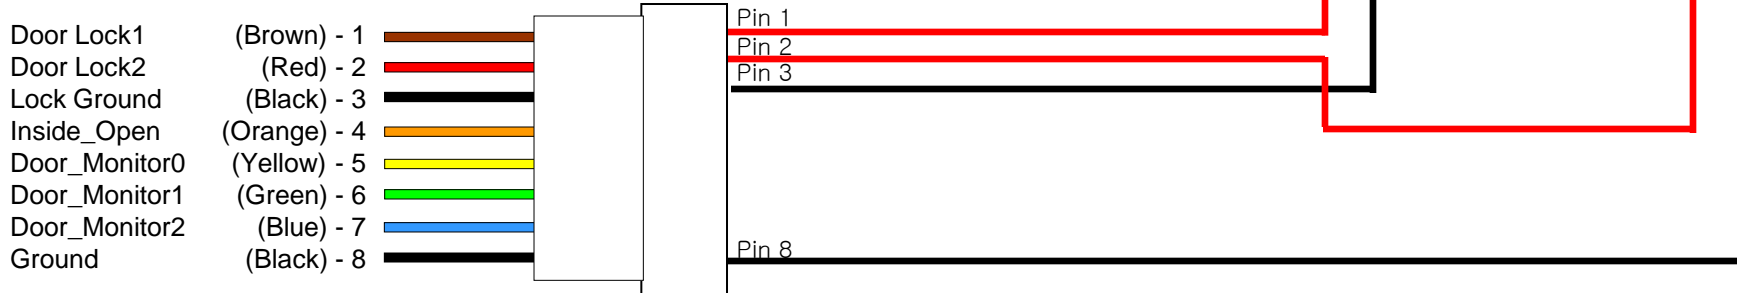 Door Lock1 (Brown) - 1
Door Lock2 (Red) - 2
Lock Ground (Black) - 3
Inside_Open (Orange) - 4
Door_Monitor0 (Yellow) - 5
Door_Monitor1 (Green) - 6
Door_Monitor2 (Blue) - 7
Ground (Black) - 8
Pin 1
Pin 2
Pin 3
Pin 8